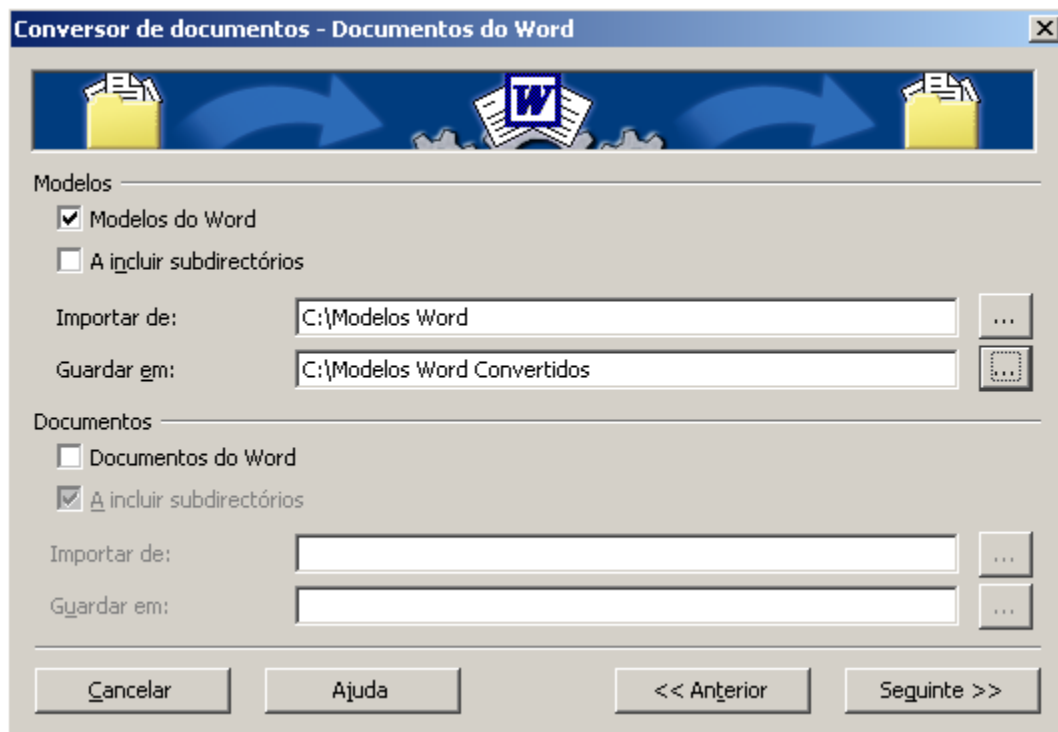 Conversor de documentos - Documentos do Word
W
Modelos
Modelos do Word
A incluir subdirectórios
Importar de:
C:\Modelos Word
...
Guardar em:
C:\Modelos Word Convertidos
...
Documentos
Documentos do Word
A incluir subdirectórios
Importar de:
...
Guardar em:
...
Cancelar Ajuda << Anterior Seguinte >>